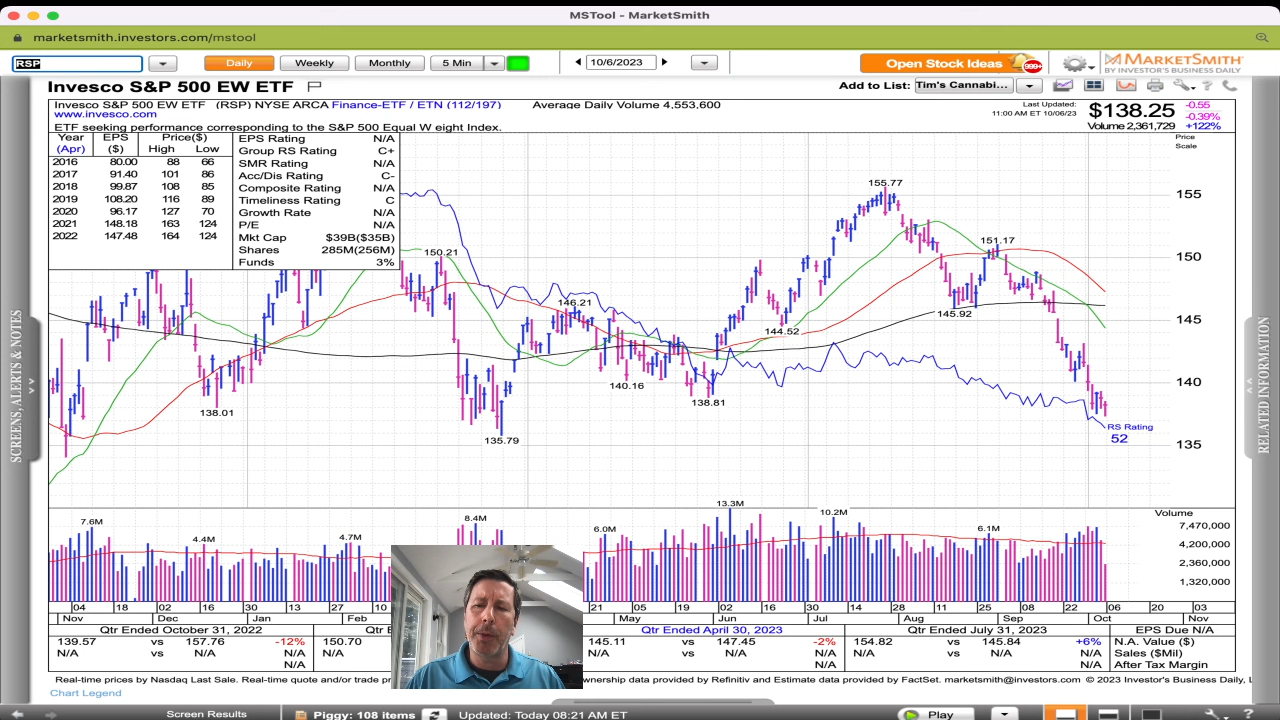 MSTool - MarketSmith
marketsmith.investors.com/mstool
RSP Daily Weekly Monthly 5 Min 10/6/2023 Open Stock Ideas 999+ MARKETSMITH
BY INVESTOR'S BUSINESS DAILY
Invesco S&P 500 EW ETF Add to List: Tim's Cannabi...
Invesco S&P 500 EW ETF (RSP) NYSE ARCA Finance-ETF / ETN (112/197) Average Daily Volume 4,553,600
www.invesco.com
ETF seeking performance corresponding to the S&P 500 Equal W eight Index.
Last Updated:
11:00 AM ET 10/06/23
$138.25 -0.55
-0.39%
Volume 2,361,729 +122%
Year EPS Price($)
(Apr) ($) High Low
2016 80.00 88 66
2017 91.40 101 86
2018 99.87 108 85
2019 108.20 116 89
2020 96.17 127 70
2021 148.18 163 124
2022 147.48 164 124
EPS Rating N/A
Group RS Rating C+
SMR Rating N/A
Acc/Dis Rating C-
Composite Rating N/A
Timeliness Rating C
Growth Rate N/A
P/E N/A
Mkt Cap $39B($35B)
Shares 285M(256M)
Funds 3%
Price
Scale
155.77
155
151.17
150.21
150
146.21
145.92
145
144.52
140.16
140
138.81
138.01
135.79
135
RS Rating
52
SCREENS, ALERTS & NOTES
RELATED INFORMATION
13.3M
10.2M
8.4M
7.6M
6.0M
6.1M
4.4M
4.7M
Volume
7,470,000
4,200,000
2,360,000
1,320,000
04 18 02 16 30 13 27 10 21 05 19 02 16 30 14 28 11 25 08 22 06 20 03
Nov Dec Jan Feb May Jun Jul Aug Sep Oct
Qtr Ended October 31, 2022 Qtr E Qtr Ended April 30, 2023 Qtr Ended July 31, 2023 EPS Due N/A
139.57 vs 157.76 -12% 150.70 145.11 vs 147.45 -2% 154.82 vs 145.84 +6% N.A. Value ($)
N/A vs N/A N/A N/A N/A vs N/A N/A N/A vs N/A N/A Sales ($Mil)
N/A N/A N/A After Tax Margin
Real-time prices by Nasdaq Last Sale. Real-time quote and/or trade pr wnership data provided by Refinitiv and Estimate data provided by FactSet. marketsmith@investors.com © 2023 Investor's Business Daily, L
Chart Legend
Screen Results Piggy: 108 items Updated: Today 08:21 AM ET Play